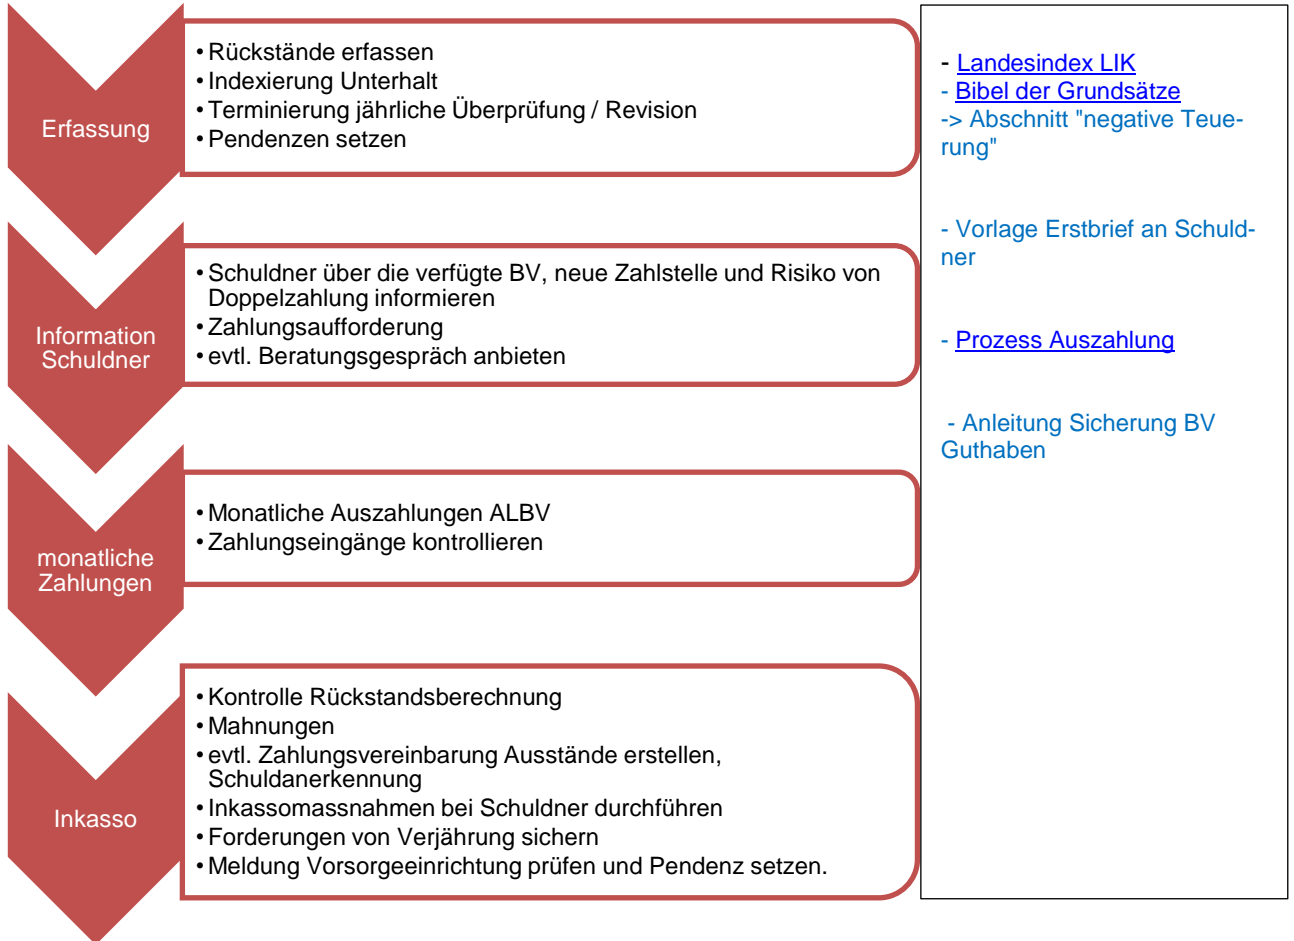 Erfassung
• Rückstände erfassen
• Indexierung Unterhalt
• Terminierung jährliche Überprüfung / Revision
• Pendenzen setzen
Information
Schuldner
• Schuldner über die verfügte BV, neue Zahlstelle und Risiko von
Doppelzahlung informieren
• Zahlungsaufforderung
• evtl. Beratungsgespräch anbieten
monatliche
Zahlungen
• Monatliche Auszahlungen ALBV
• Zahlungseingänge kontrollieren
Inkasso
• Kontrolle Rückstandsberechnung
• Mahnungen
• evtl. Zahlungsvereinbarung Ausstände erstellen,
Schuldanerkennung
• Inkassomassnahmen bei Schuldner durchführen
• Forderungen von Verjährung sichern
• Meldung Vorsorgeeinrichtung prüfen und Pendenz setzen.
- Landesindex LIK
- Bibel der Grundsätze
-> Abschnitt "negative Teue-
rung"
- Vorlage Erstbrief an Schuld-
ner
- Prozess Auszahlung
- Anleitung Sicherung BV
Guthaben